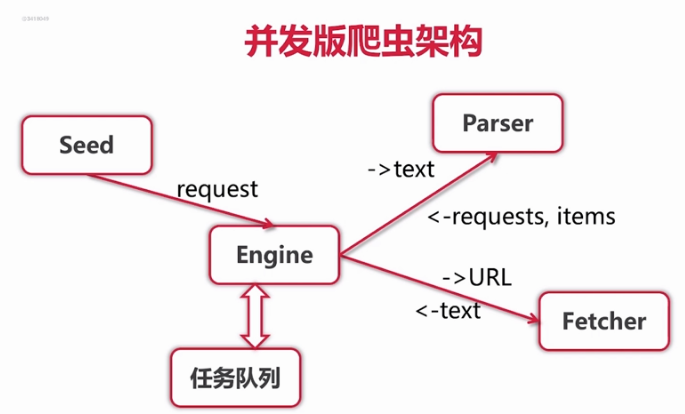 并发版爬虫架构
Parser
Seed
->text
request
<-requests, items
Engine
->URL
<-text
Fetcher
任务队列